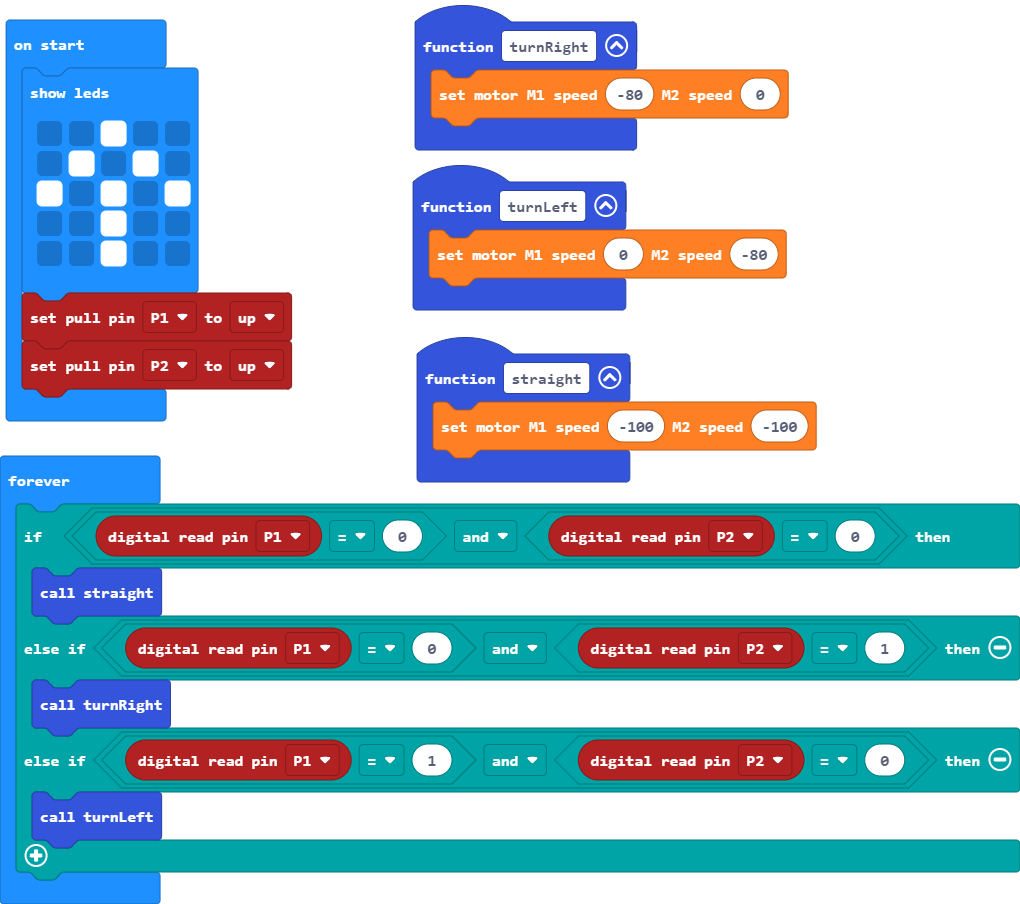 on start
show leds
set pull pin P1 to up
set pull pin P2 to up
function turnRight
set motor M1 speed -80 M2 speed 0
function turnLeft
set motor M1 speed 0 M2 speed -80
function straight
set motor M1 speed -100 M2 speed -100
forever
if digital read pin P1 = 0 and digital read pin P2 = 0 then
call straight
else if digital read pin P1 = 0 and digital read pin P2 = 1 then
call turnRight
else if digital read pin P1 = 1 and digital read pin P2 = 0 then
call turnLeft